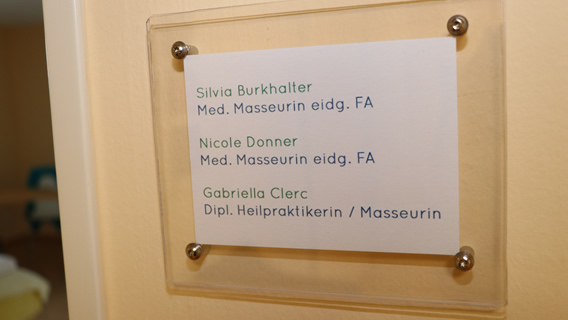 Silvia Burkhalter
Med. Masseurin eidg. FA
Nicole Donner
Med. Masseurin eidg. FA
Gabriella Clerc
Dipl. Heilpraktikerin / Masseurin